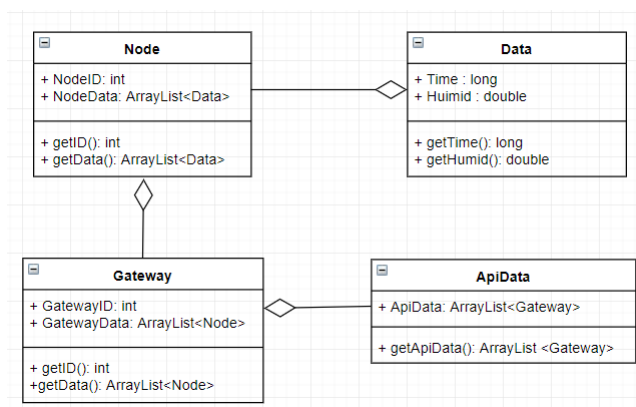 Node
+ NodeID: int
+ NodeData: ArrayList<Data>
+ getID(): int
+ getData(): ArrayList<Data>
Data
+ Time : long
+ Huimid : double
+ getTime(): long
+ getHumid(): double
Gateway
+ GatewayID: int
+ GatewayData: ArrayList<Node>
+ getID(): int
+getData(): ArrayList<Node>
ApiData
+ ApiData: ArrayList<Gateway>
+ getApiData(): ArrayList <Gateway>